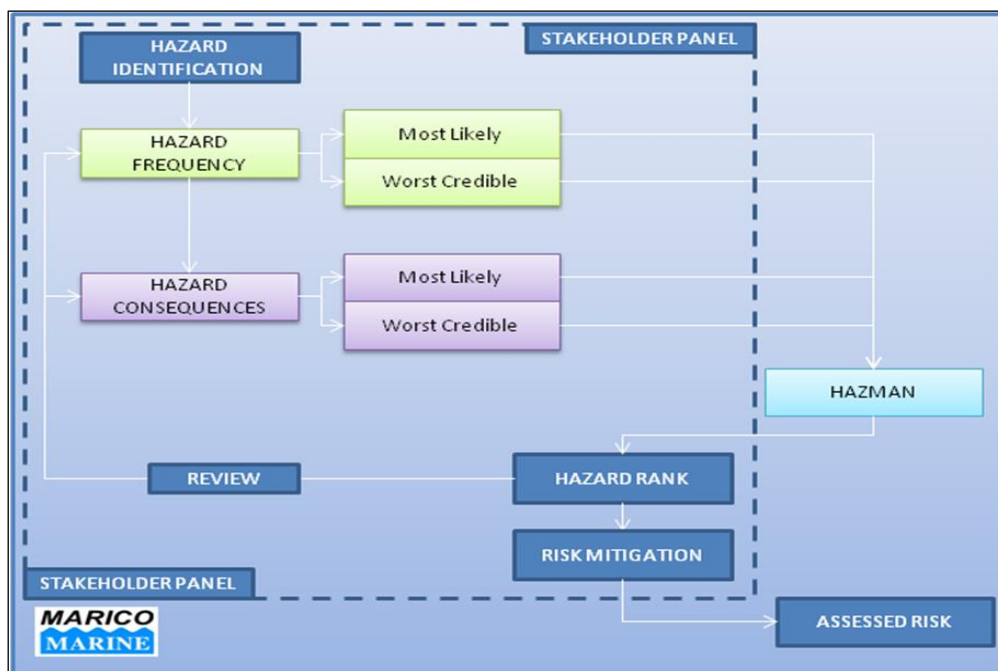 HAZARD
IDENTIFICATION
STAKEHOLDER PANEL
HAZARD
FREQUENCY
Most Likely
Worst Credible
HAZARD
CONSEQUENCES
Most Likely
Worst Credible
HAZMAN
REVIEW
HAZARD RANK
RISK MITIGATION
STAKEHOLDER PANEL
MARICO
MARINE
ASSESSED RISK